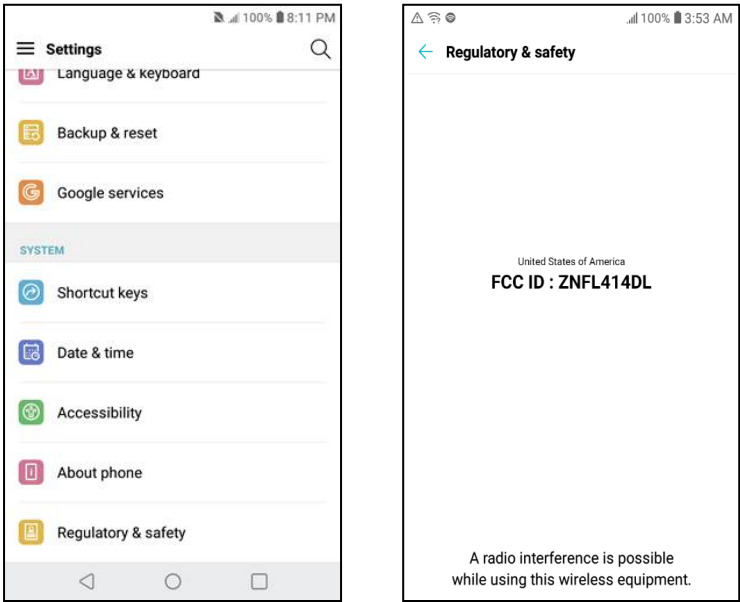 100% 8:11 PM
Settings
Language & keyboard
Backup & reset
Google services
SYSTEM
Shortcut keys
Date & time
Accessibility
About phone
Regulatory & safety
100% 3:53 AM
Regulatory & safety
United States of America
FCC ID : ZNFL414DL
A radio interference is possible
while using this wireless equipment.